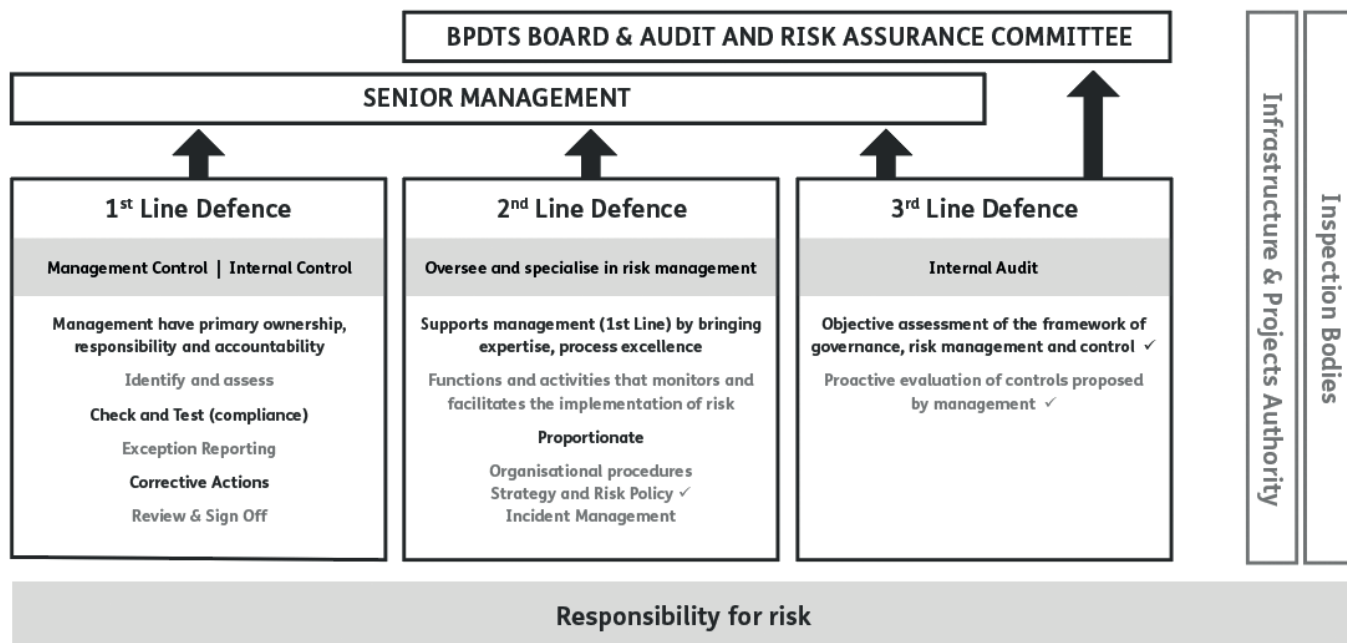 BPDTS BOARD & AUDIT AND RISK ASSURANCE COMMITTEE
SENIOR MANAGEMENT
1st Line Defence
Management Control | Internal Control
Management have primary ownership,
responsibility and accountability
Identify and assess
Check and Test (compliance)
Exception Reporting
Corrective Actions
Review & Sign Off
2nd Line Defence
Oversee and specialise in risk management
Supports management (1st Line) by bringing
expertise, process excellence
Functions and activities that monitors and
facilitates the implementation of risk
Proportionate
Organisational procedures
Strategy and Risk Policy ✓
Incident Management
3rd Line Defence
Internal Audit
Objective assessment of the framework of
governance, risk management and control ✓
Proactive evaluation of controls proposed
by management ✓
Infrastructure & Projects Authority
Inspection Bodies
Responsibility for risk